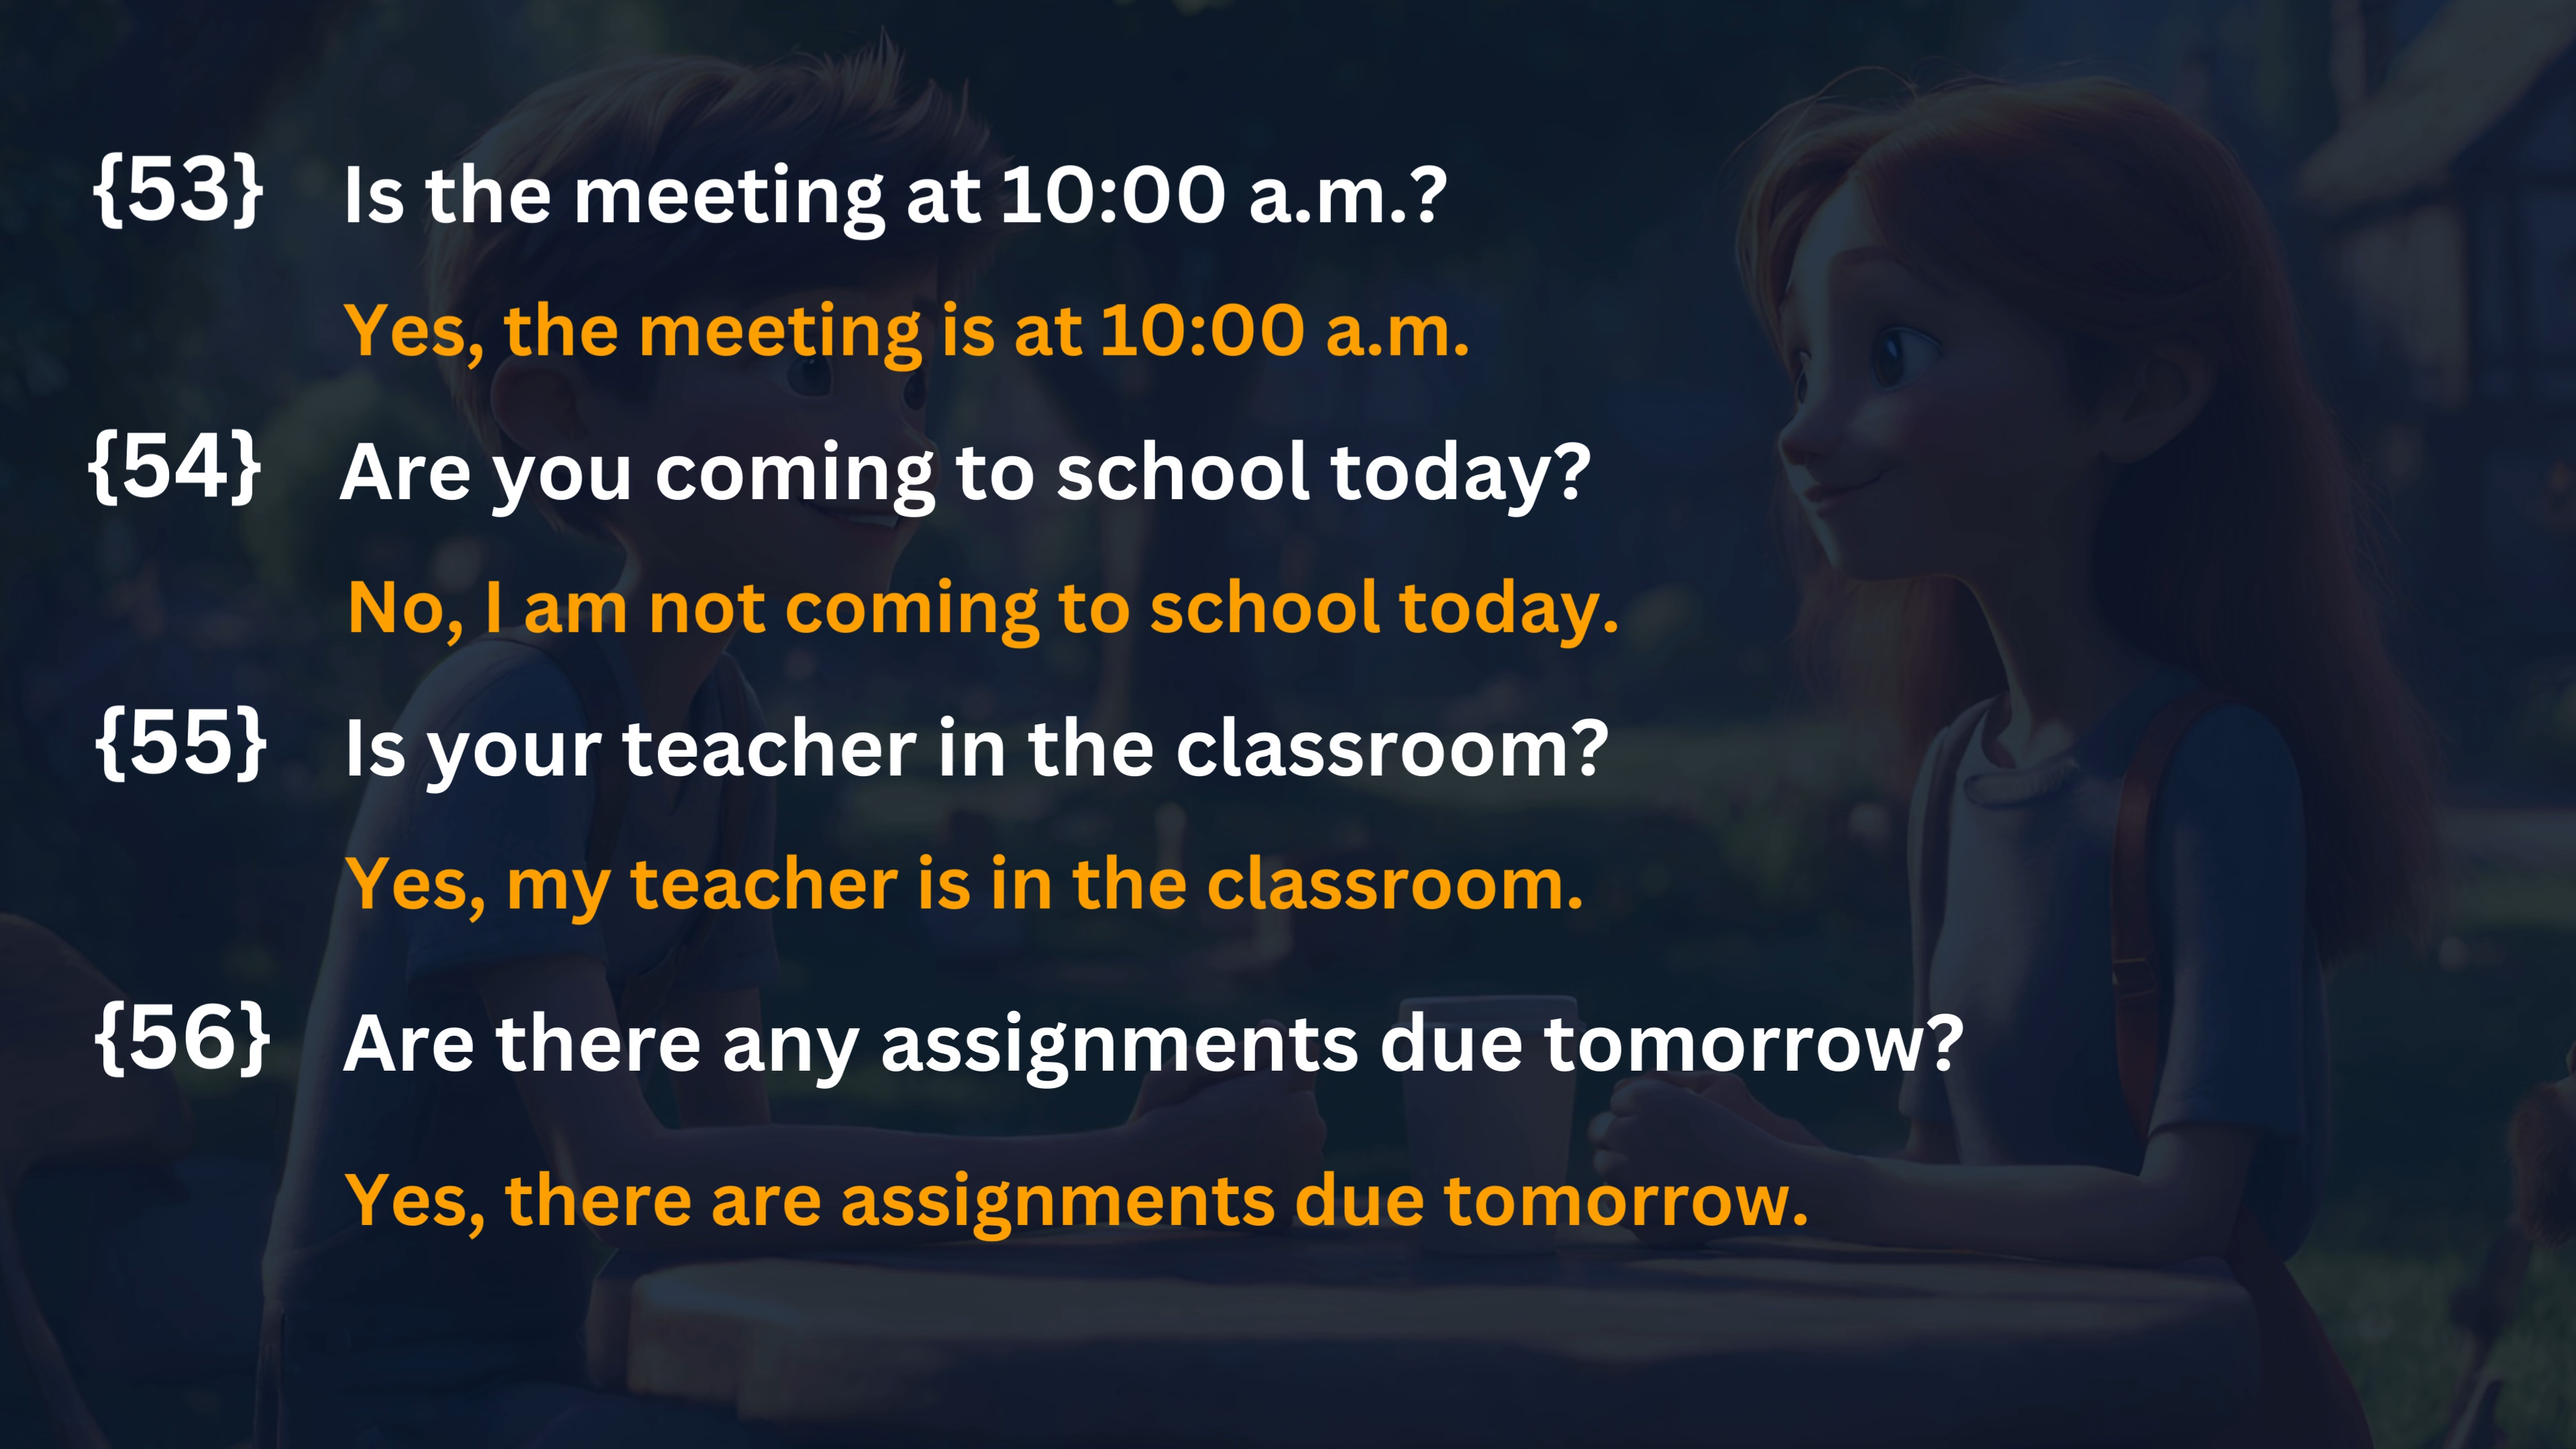 {53} Is the meeting at 10:00 a.m.?
Yes, the meeting is at 10:00 a.m.
{54} Are you coming to school today?
No, I am not coming to school today.
{55} Is your teacher in the classroom?
Yes, my teacher is in the classroom.
{56} Are there any assignments due tomorrow?
Yes, there are assignments due tomorrow.